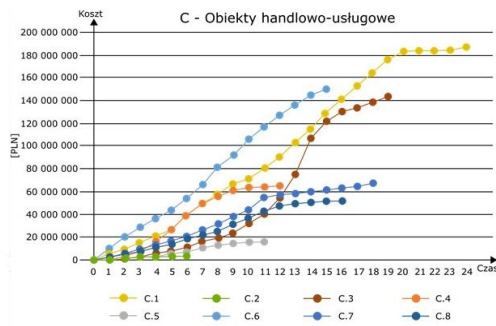 C - Obiekty handlowo-usługowe
Koszt
[PLN]
200 000 000
180 000 000
160 000 000
140 000 000
120 000 000
100 000 000
80 000 000
60 000 000
40 000 000
20 000 000
0
0 1 2 3 4 5 6 7 8 9 10 11 12 13 14 15 16 17 18 19 20 21 22 23 24 Czas
C.1 C.2 C.3 C.4
C.5 C.6 C.7 C.8